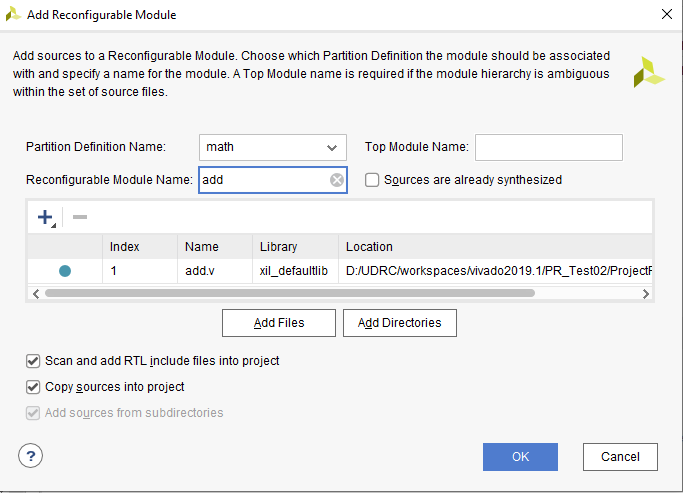 Add Reconfigurable Module
Add sources to a Reconfigurable Module. Choose which Partition Definition the module should be associated
with and specify a name for the module. A Top Module name is required if the module hierarchy is ambiguous
within the set of source files.
Partition Definition Name: math Top Module Name:
Reconfigurable Module Name: add Sources are already synthesized
Index Name Library Location
1 add.v xil_defaultlib D:/UDRC/workspaces/vivado2019.1/PR_Test02/ProjectF
Add Files Add Directories
Scan and add RTL include files into project
Copy sources into project
Add sources from subdirectories
? OK Cancel